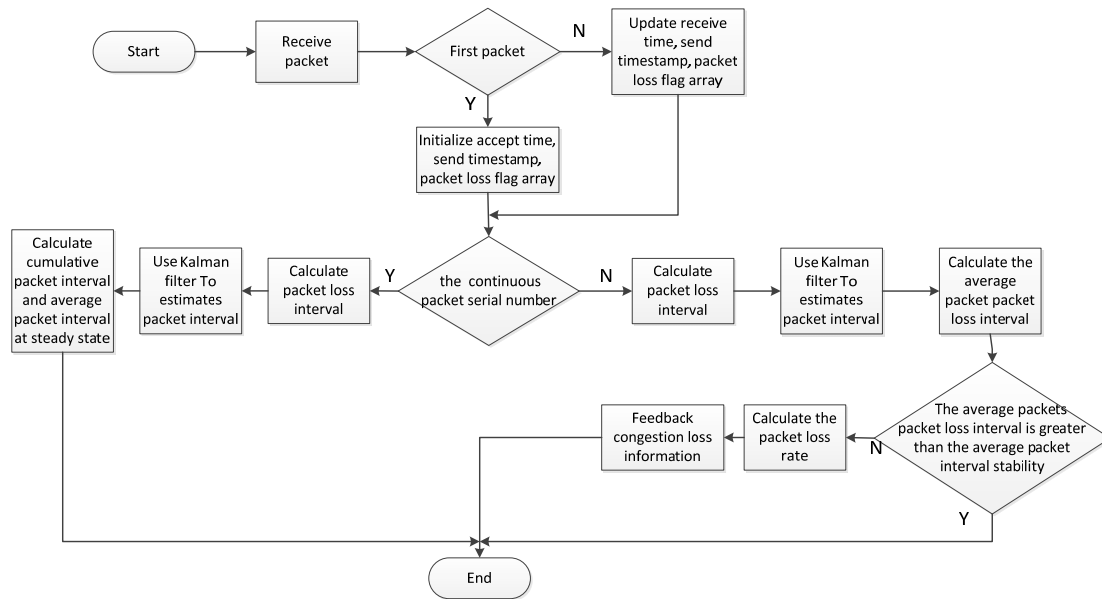 Start
Receive
packet
First packet
N
Update receive
time, send
timestamp, packet
loss flag array
Y
Initialize accept time,
send timestamp,
packet loss flag array
Calculate
cumulative
packet interval
and average
packet interval
at steady state
Use Kalman
filter To
estimates
packet interval
Calculate
packet loss
interval
Y
the continuous
packet serial number
N
Calculate
packet loss
interval
Use Kalman
filter To
estimates
packet interval
Calculate the
average
packet packet
loss interval
Feedback
congestion loss
information
Calculate the
packet loss
rate
N
The average packets
packet loss interval is greater
than the average packet
interval stability
Y
End